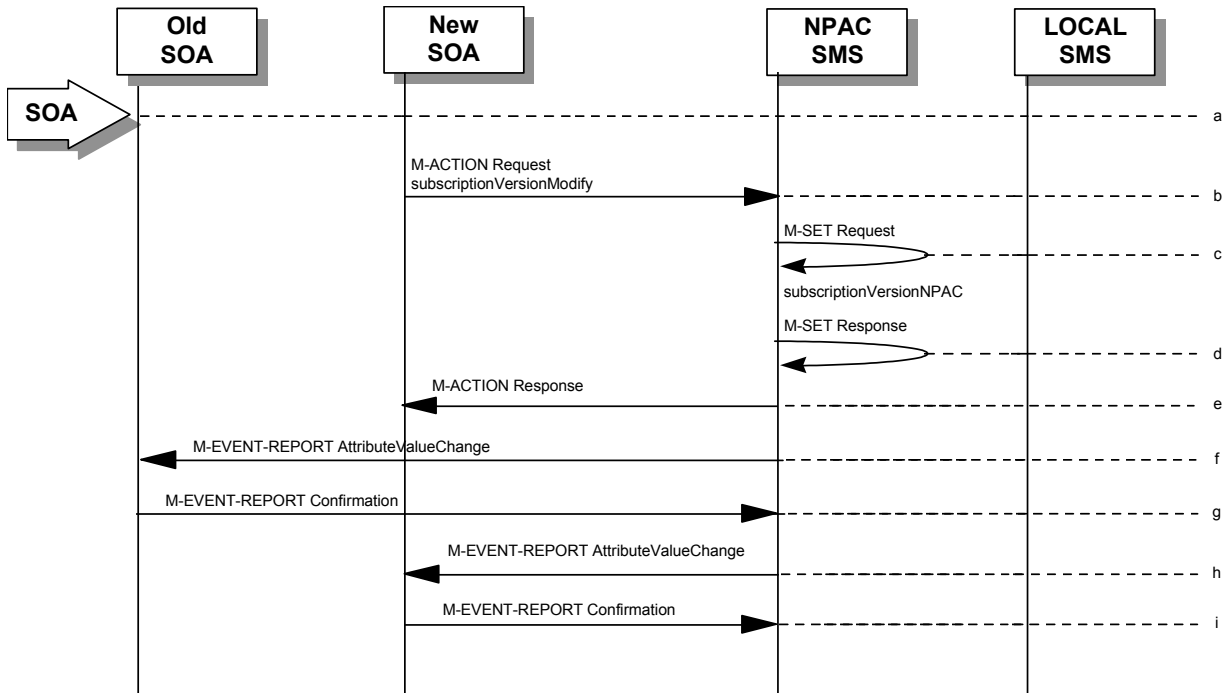 Old
SOA
New
SOA
NPAC
SMS
LOCAL
SMS
SOA
a
M-ACTION Request
subscriptionVersionModify
b
M-SET Request
c
subscriptionVersionNPAC
M-SET Response
d
M-ACTION Response
e
M-EVENT-REPORT AttributeValueChange
f
M-EVENT-REPORT Confirmation
g
M-EVENT-REPORT AttributeValueChange
h
M-EVENT-REPORT Confirmation
i